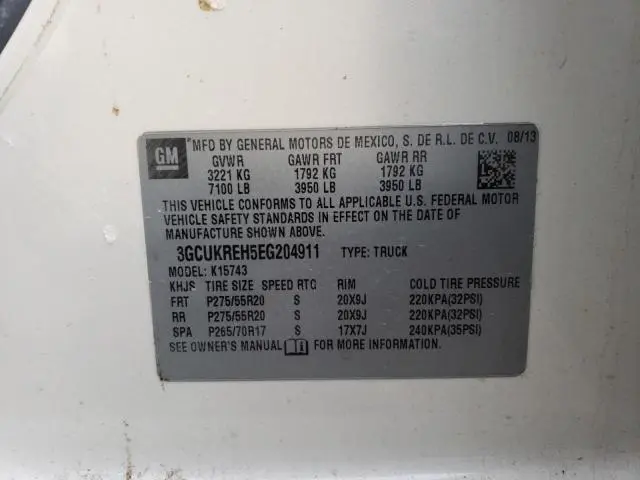 GM
MFD BY GENERAL MOTORS DE MEXICO, S. DE R.L. DE C.V. 08/13
GVWR GAWR FRT GAWR RR
3221 KG 1792 KG 1792 KG
7100 LB 3950 LB 3950 LB
THIS VEHICLE CONFORMS TO ALL APPLICABLE U.S. FEDERAL MOTOR
VEHICLE SAFETY STANDARDS IN EFFECT ON THE DATE OF
MANUFACTURE SHOWN ABOVE.
3GCUKREH5EG204911 TYPE: TRUCK
MODEL: K15743
KHJS TIRE SIZE SPEED RTG RIM COLD TIRE PRESSURE
FRT P275/55R20 S 20X9J 220KPA(32PSI)
RR P275/55R20 S 20X9J 220KPA(32PSI)
SPA P265/70R17 S 17X7J 240KPA(35PSI)
SEE OWNER'S MANUAL FOR MORE INFORMATION.